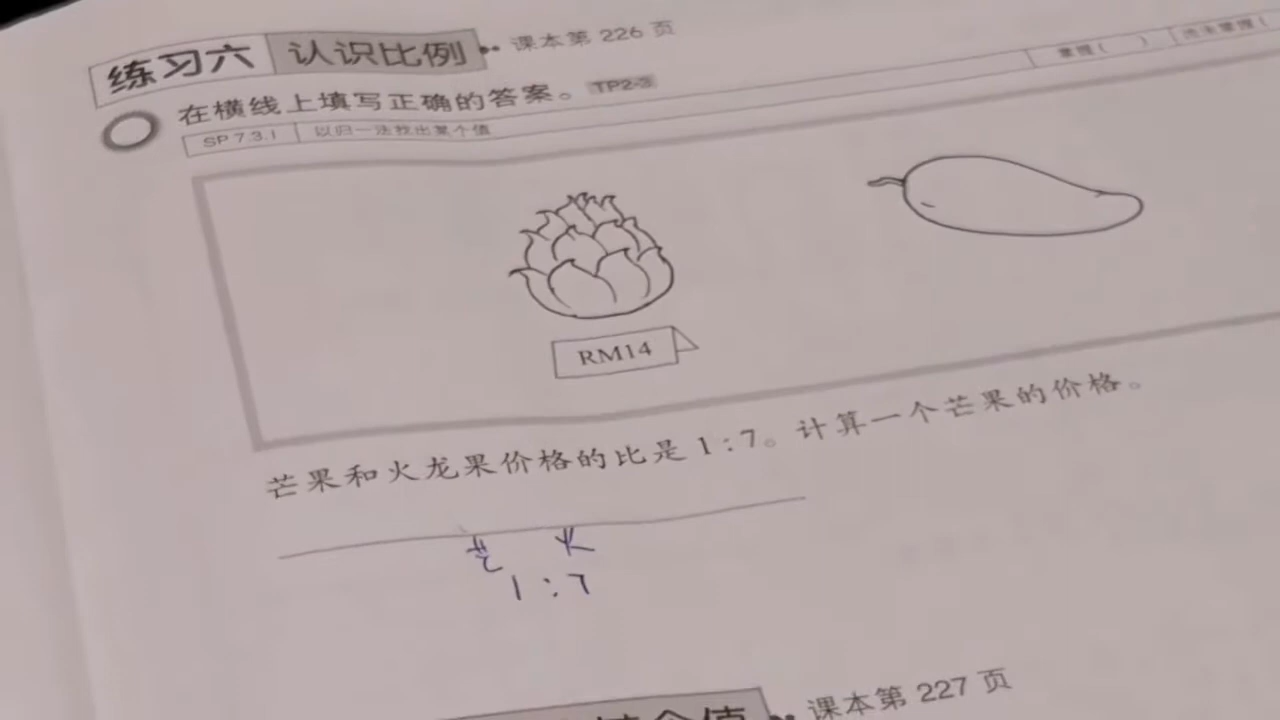 练习六 认识比例 课本第 226 页
掌握( )
在横线上填写正确的答案。 TP2-3
SP 7.3.1 以归一法找出某个值
RM14
芒果和火龙果价格的比是 1 : 7。计算一个芒果的价格。
芒 火
1 : 7
课本第 227 页